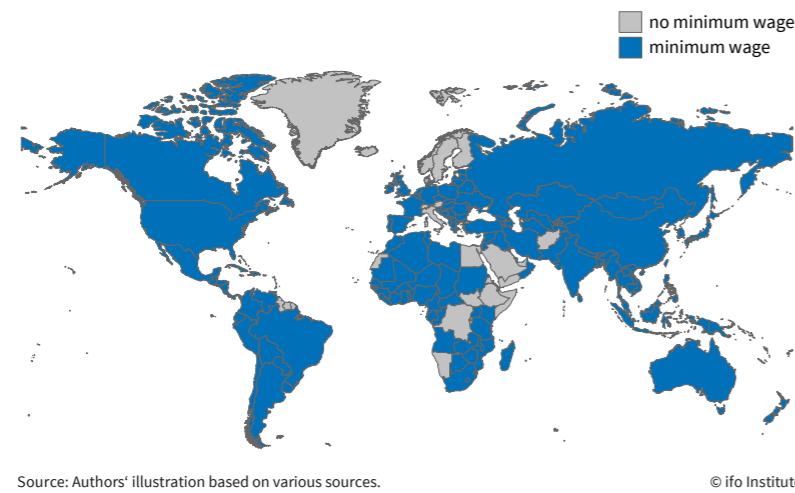 no minimum wage
minimum wage
Source: Authors‘ illustration based on various sources.
© ifo Institut